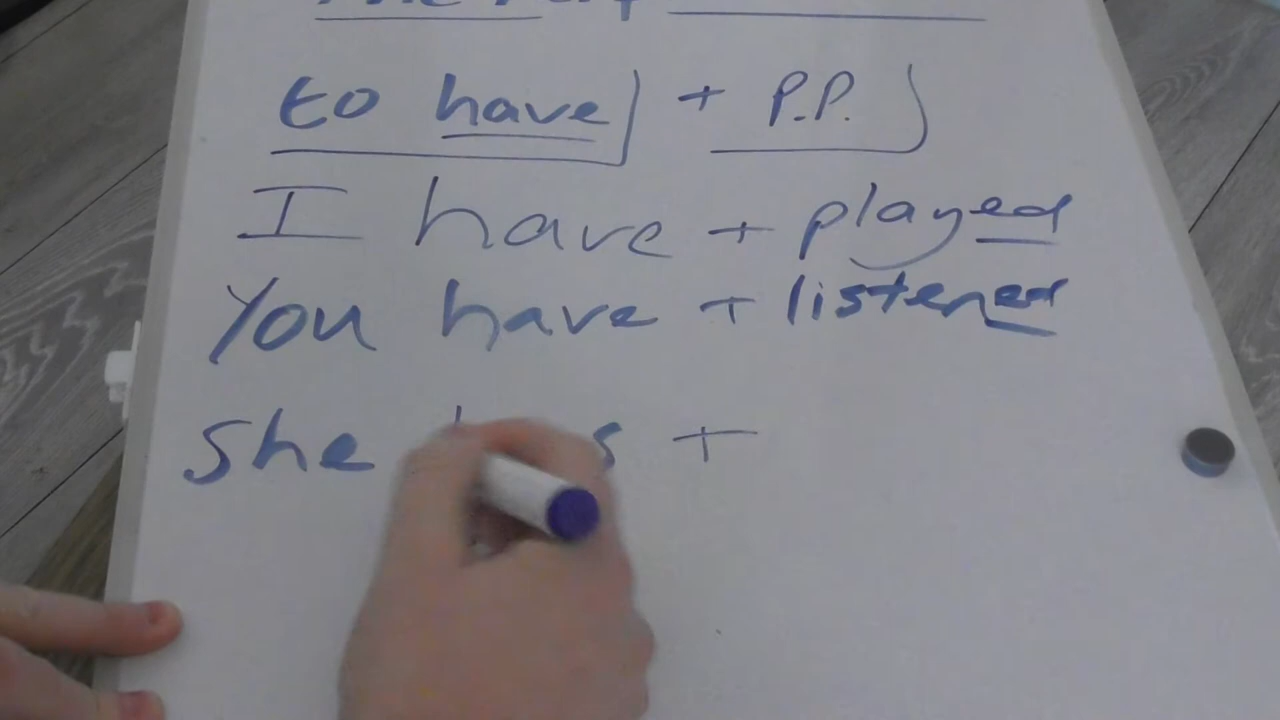 to have + P.P.
I have + played
You have + listened
She +